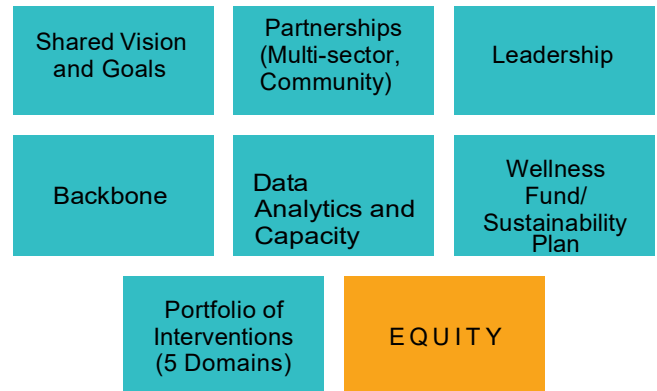 Shared Vision
and Goals
Partnerships
(Multi-sector,
Community)
Leadership
Backbone
Data
Analytics and
Capacity
Wellness
Fund/
Sustainability
Plan
Portfolio of
Interventions
(5 Domains)
EQUITY